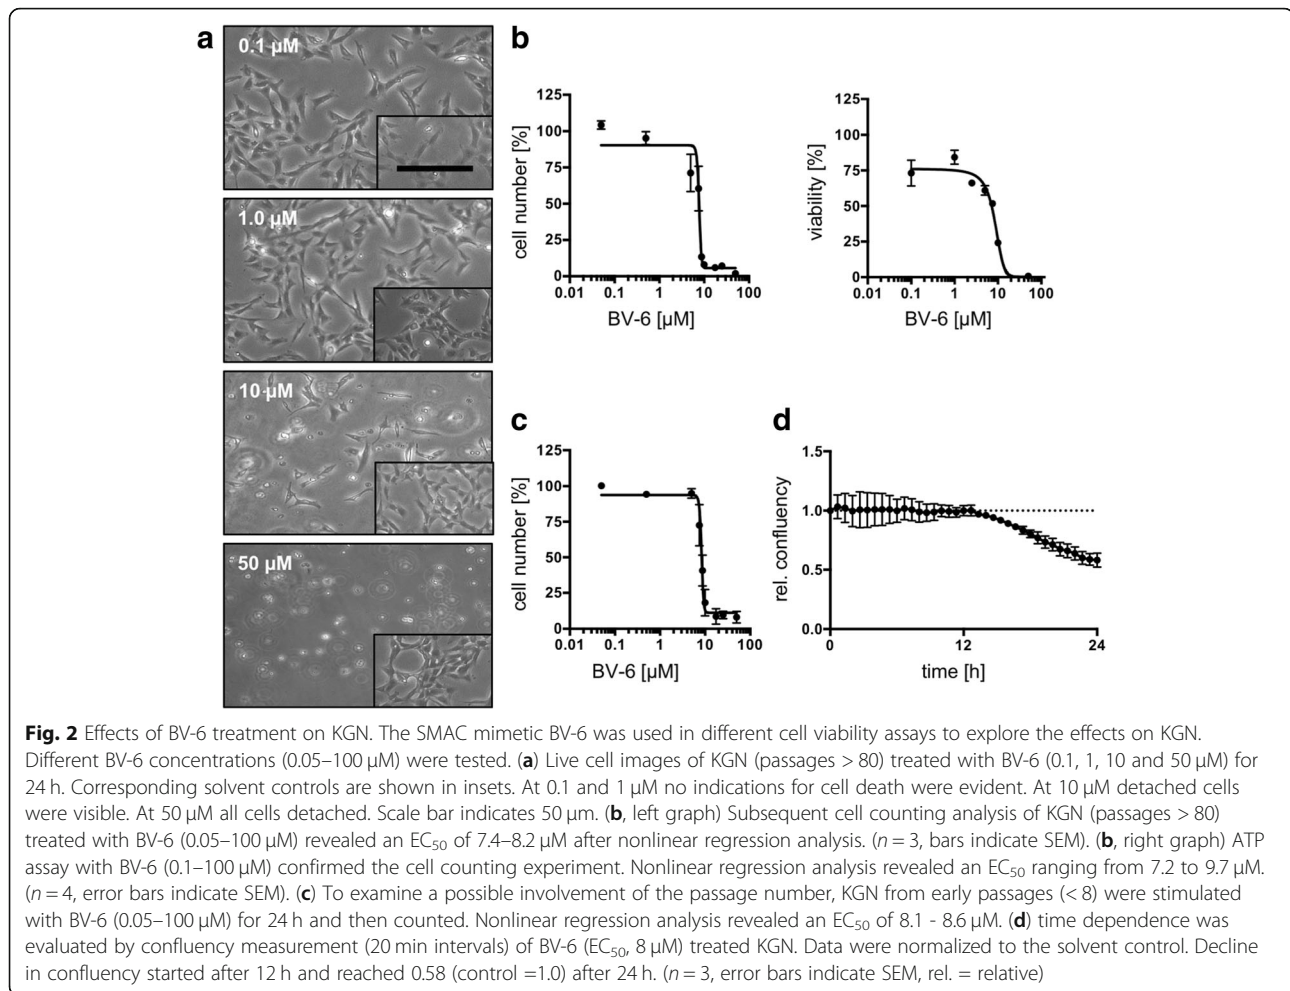 a
0.1 µM
1.0 µM
10 µM
50 µM
b
125
100
75
50
25
0
cell number [%]
0.01 0.1 1 10 100
BV-6 [µM]
125
100
75
50
25
0
viability [%]
0.01 0.1 1 10 100
BV-6 [µM]
c
125
100
75
50
25
0
cell number [%]
0.01 0.1 1 10 100
BV-6 [µM]
d
1.5
1.0
0.5
0.0
rel. confluency
0 12 24
time [h]
Fig. 2 Effects of BV-6 treatment on KGN. The SMAC mimetic BV-6 was used in different cell viability assays to explore the effects on KGN.
Different BV-6 concentrations (0.05–100 µM) were tested. (a) Live cell images of KGN (passages > 80) treated with BV-6 (0.1, 1, 10 and 50 µM) for
24 h. Corresponding solvent controls are shown in insets. At 0.1 and 1 µM no indications for cell death were evident. At 10 µM detached cells
were visible. At 50 µM all cells detached. Scale bar indicates 50 µm. (b, left graph) Subsequent cell counting analysis of KGN (passages > 80)
treated with BV-6 (0.05–100 µM) revealed an EC50 of 7.4–8.2 µM after nonlinear regression analysis. (n = 3, bars indicate SEM). (b, right graph) ATP
assay with BV-6 (0.1–100 µM) confirmed the cell counting experiment. Nonlinear regression analysis revealed an EC50 ranging from 7.2 to 9.7 µM.
(n = 4, error bars indicate SEM). (c) To examine a possible involvement of the passage number, KGN from early passages (< 8) were stimulated
with BV-6 (0.05–100 µM) for 24 h and then counted. Nonlinear regression analysis revealed an EC50 of 8.1 - 8.6 µM. (d) time dependence was
evaluated by confluency measurement (20 min intervals) of BV-6 (EC50, 8 µM) treated KGN. Data were normalized to the solvent control. Decline
in confluency started after 12 h and reached 0.58 (control =1.0) after 24 h. (n = 3, error bars indicate SEM, rel. = relative)